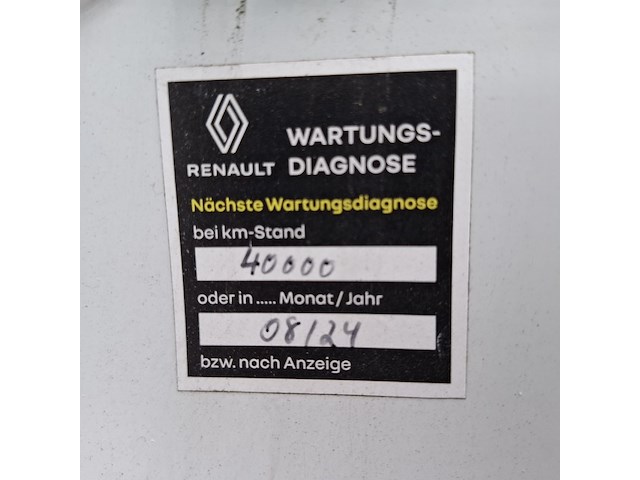 WARTUNGS-
RENAULT DIAGNOSE
Nächste Wartungsdiagnose
bei km-Stand
40000
oder in ..... Monat/Jahr
08/24
bzw. nach Anzeige